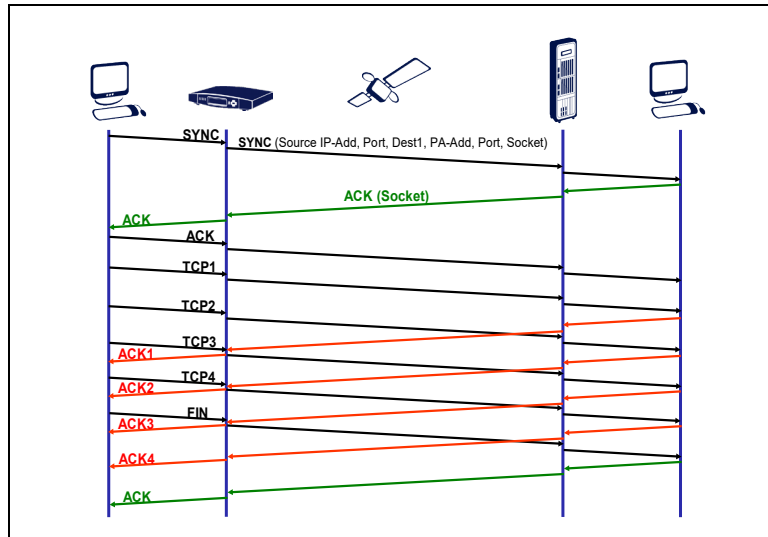 SYNC
SYNC (Source IP-Add, Port, Dest1, PA-Add, Port, Socket)
ACK (Socket)
ACK
ACK
TCP1
TCP2
TCP3
ACK1
TCP4
ACK2
FIN
ACK3
ACK4
ACK